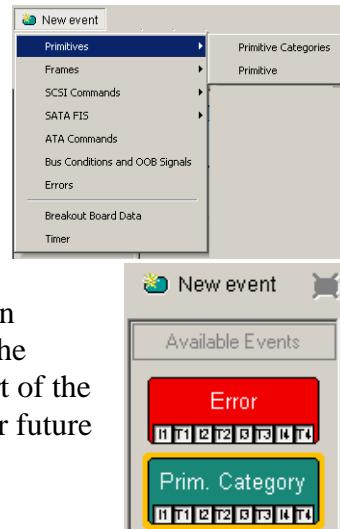 New event
Primitives
Primitive Categories
Frames
Primitive
SCSI Commands
SATA FIS
ATA Commands
Bus Conditions and OOB Signals
Errors
Breakout Board Data
Timer
n
he
t of the
r future
New event
Available Events
Error
I1 T1 I2 T2 I3 T3 I4 T4
Prim. Category
I1 T1 I2 T2 I3 T3 I4 T4